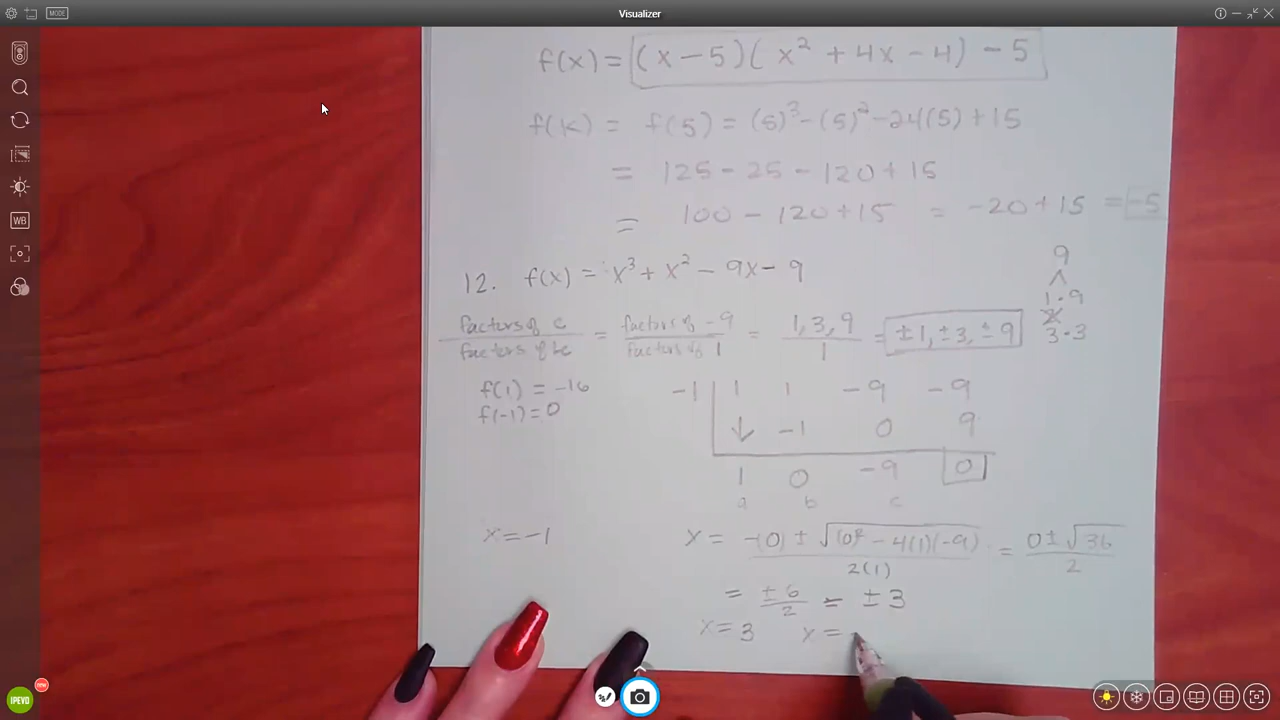 MODE
Visualizer
f(x) = (x-5)(x² + 4x - 4) - 5
f(k) = f(5) = (5)³ - (5)² - 24(5) + 15
= 125 - 25 - 120 + 15
= 100 - 120 + 15 = -20 + 15 = -5
12. f(x) = x³ + x² - 9x - 9
9
1·9
3·3
factors of c / factors of lc = factors of -9 / factors of 1 = 1, 3, 9 / 1 = ±1, ±3, ±9
f(1) = -16
f(-1) = 0
-1 | 1 1 -9 -9
↓ -1 0 9
1 0 -9 0
a b c
x = -1
x = -(0) ± √(0)² - 4(1)(-9) / 2(1) = 0 ± √36 / 2
= ±6 / 2 = ±3
x = 3 x =
WB
IPEVO